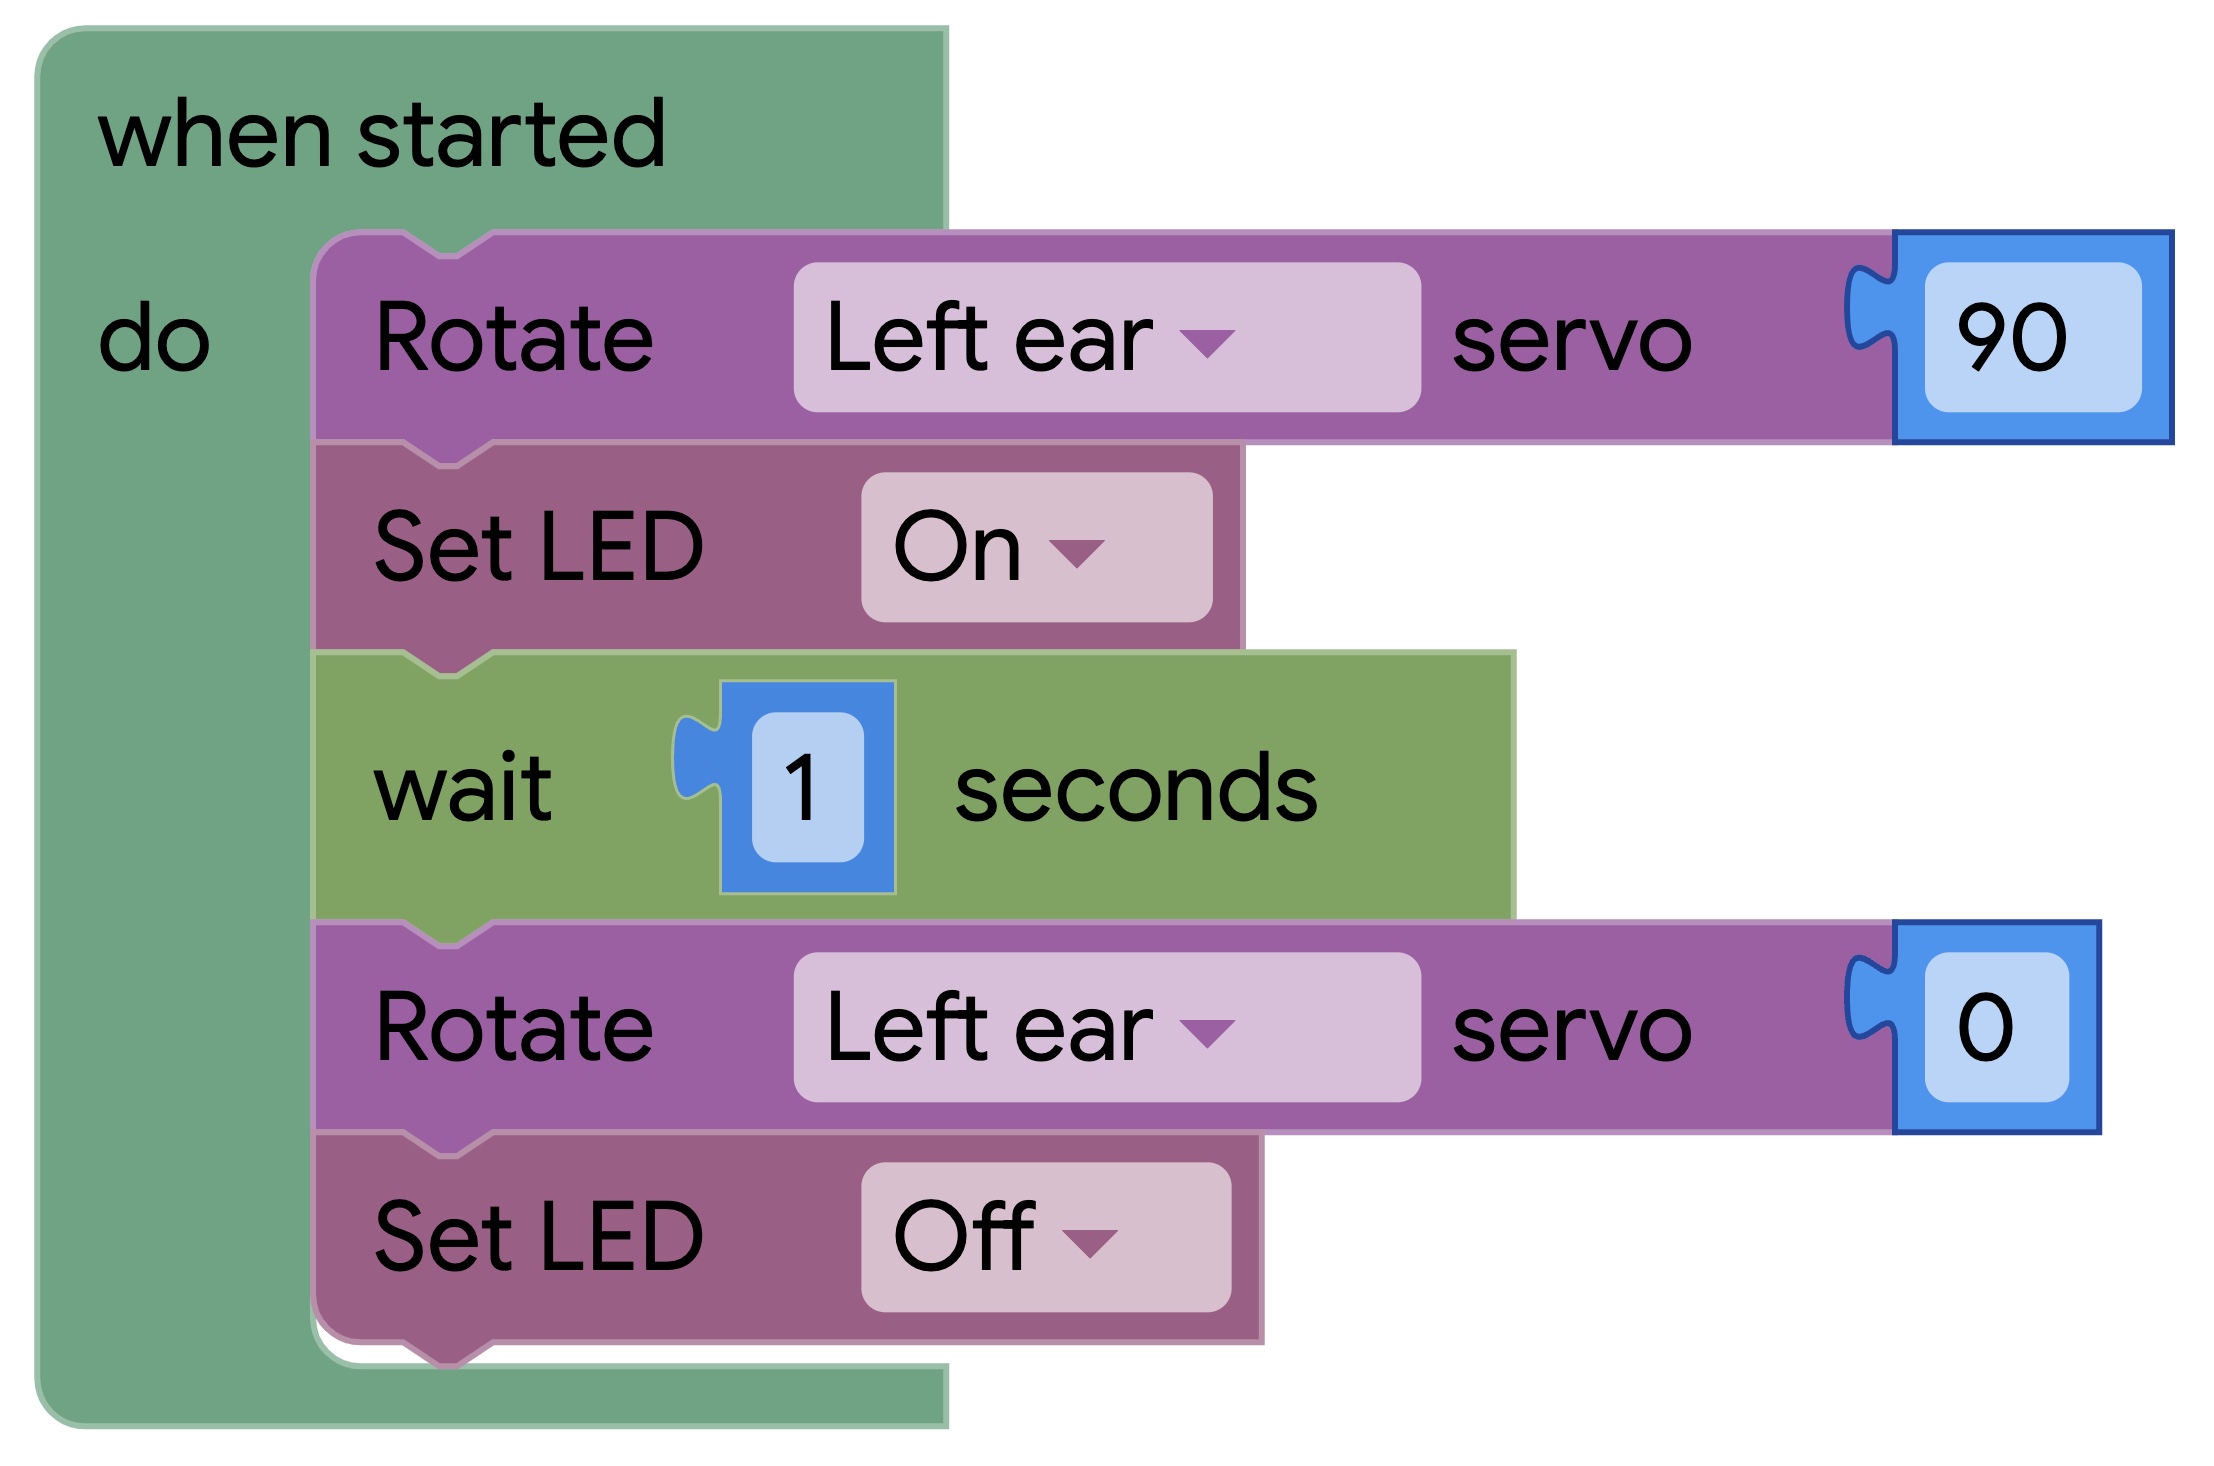 when started
do Rotate Left ear servo 90
Set LED On
wait 1 seconds
Rotate Left ear servo 0
Set LED Off